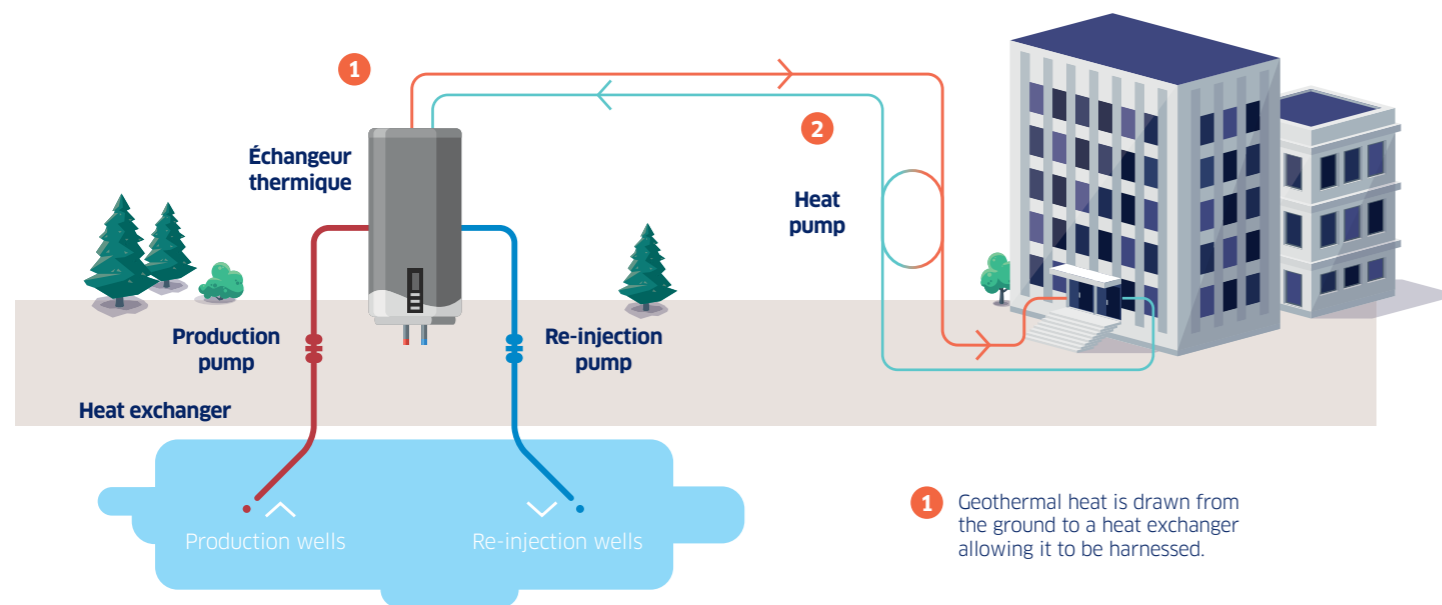 1
2
Échangeur
thermique
Heat
pump
Production
pump
Re-injection
pump
Heat exchanger
Production wells
Re-injection wells
1 Geothermal heat is drawn from
the ground to a heat exchanger
allowing it to be harnessed.